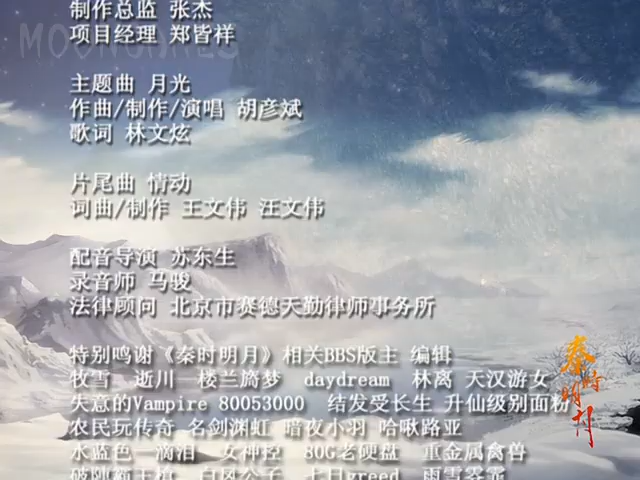 制作总监 张杰
项目经理 郑皆祥
主题曲 月光
作曲/制作/演唱 胡彦斌
歌词 林文炫
片尾曲 情动
词曲/制作 王文伟 汪文伟
配音导演 苏东生
录音师 马骏
法律顾问 北京市赛德天勤律师事务所
特别鸣谢《秦时明月》相关BBS版主 编辑
牧雪 逝川—楼兰旖梦 daydream 林离 天汉游女
失意的Vampire 80053000 结发受长生 升仙级别面粉
农民玩传奇 名剑渊虹 暗夜小羽 哈啾路亚
水蓝色一滴泪 女神控 80G老硬盘 重金属禽兽
七日greed
秦时明月